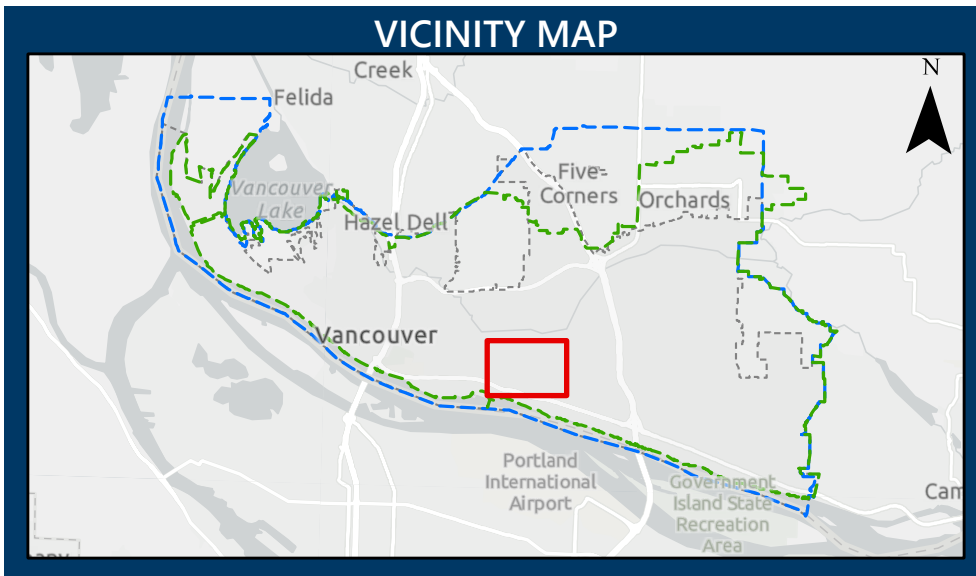 VICINITY MAP
Creek
N
Felida
Five
Corners
Vancouver
Lake
Orchards
Hazel Dell
Vancouver
Portland
International
Airport
Government
Island State
Recreation
Area
Cam